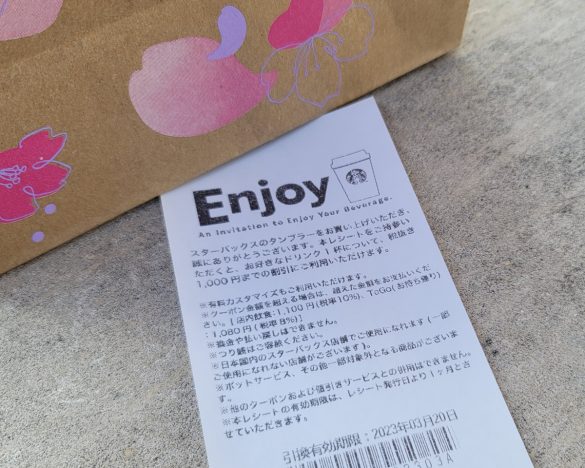 Enjoy
An Invitation to Enjoy Your Beverage.
スターバックスのタンブラーをお買い上げいただき、
誠にありがとうございます。本レシートをご持参い
ただくと、お好きなドリンク1杯について、税抜き
1,000円までの割引にご利用いただけます。
※有料カスタマイズもご利用いただけます。
※クーポン金額を超える場合は、超えた金額をお支払いくだ
さい。[店内飲食:1,100円(税率10%)、ToGo(お持ち帰り)
:1,080円(税率8%)]
※換金や払い戻しはできません。
※つり銭はご容赦ください。
※日本国内のスターバックス店舗でご使用になれます(一部
ご使用になれない店舗がございます)。
※ポットサービス、その他一部対象外となる商品がございま
す。
※他のクーポンおよび値引きサービスとの併用はできません。
※本レシートの有効期限は、レシート発行日より1ヶ月とさ
せていただきます。
引換有効期限:2023年03月20日